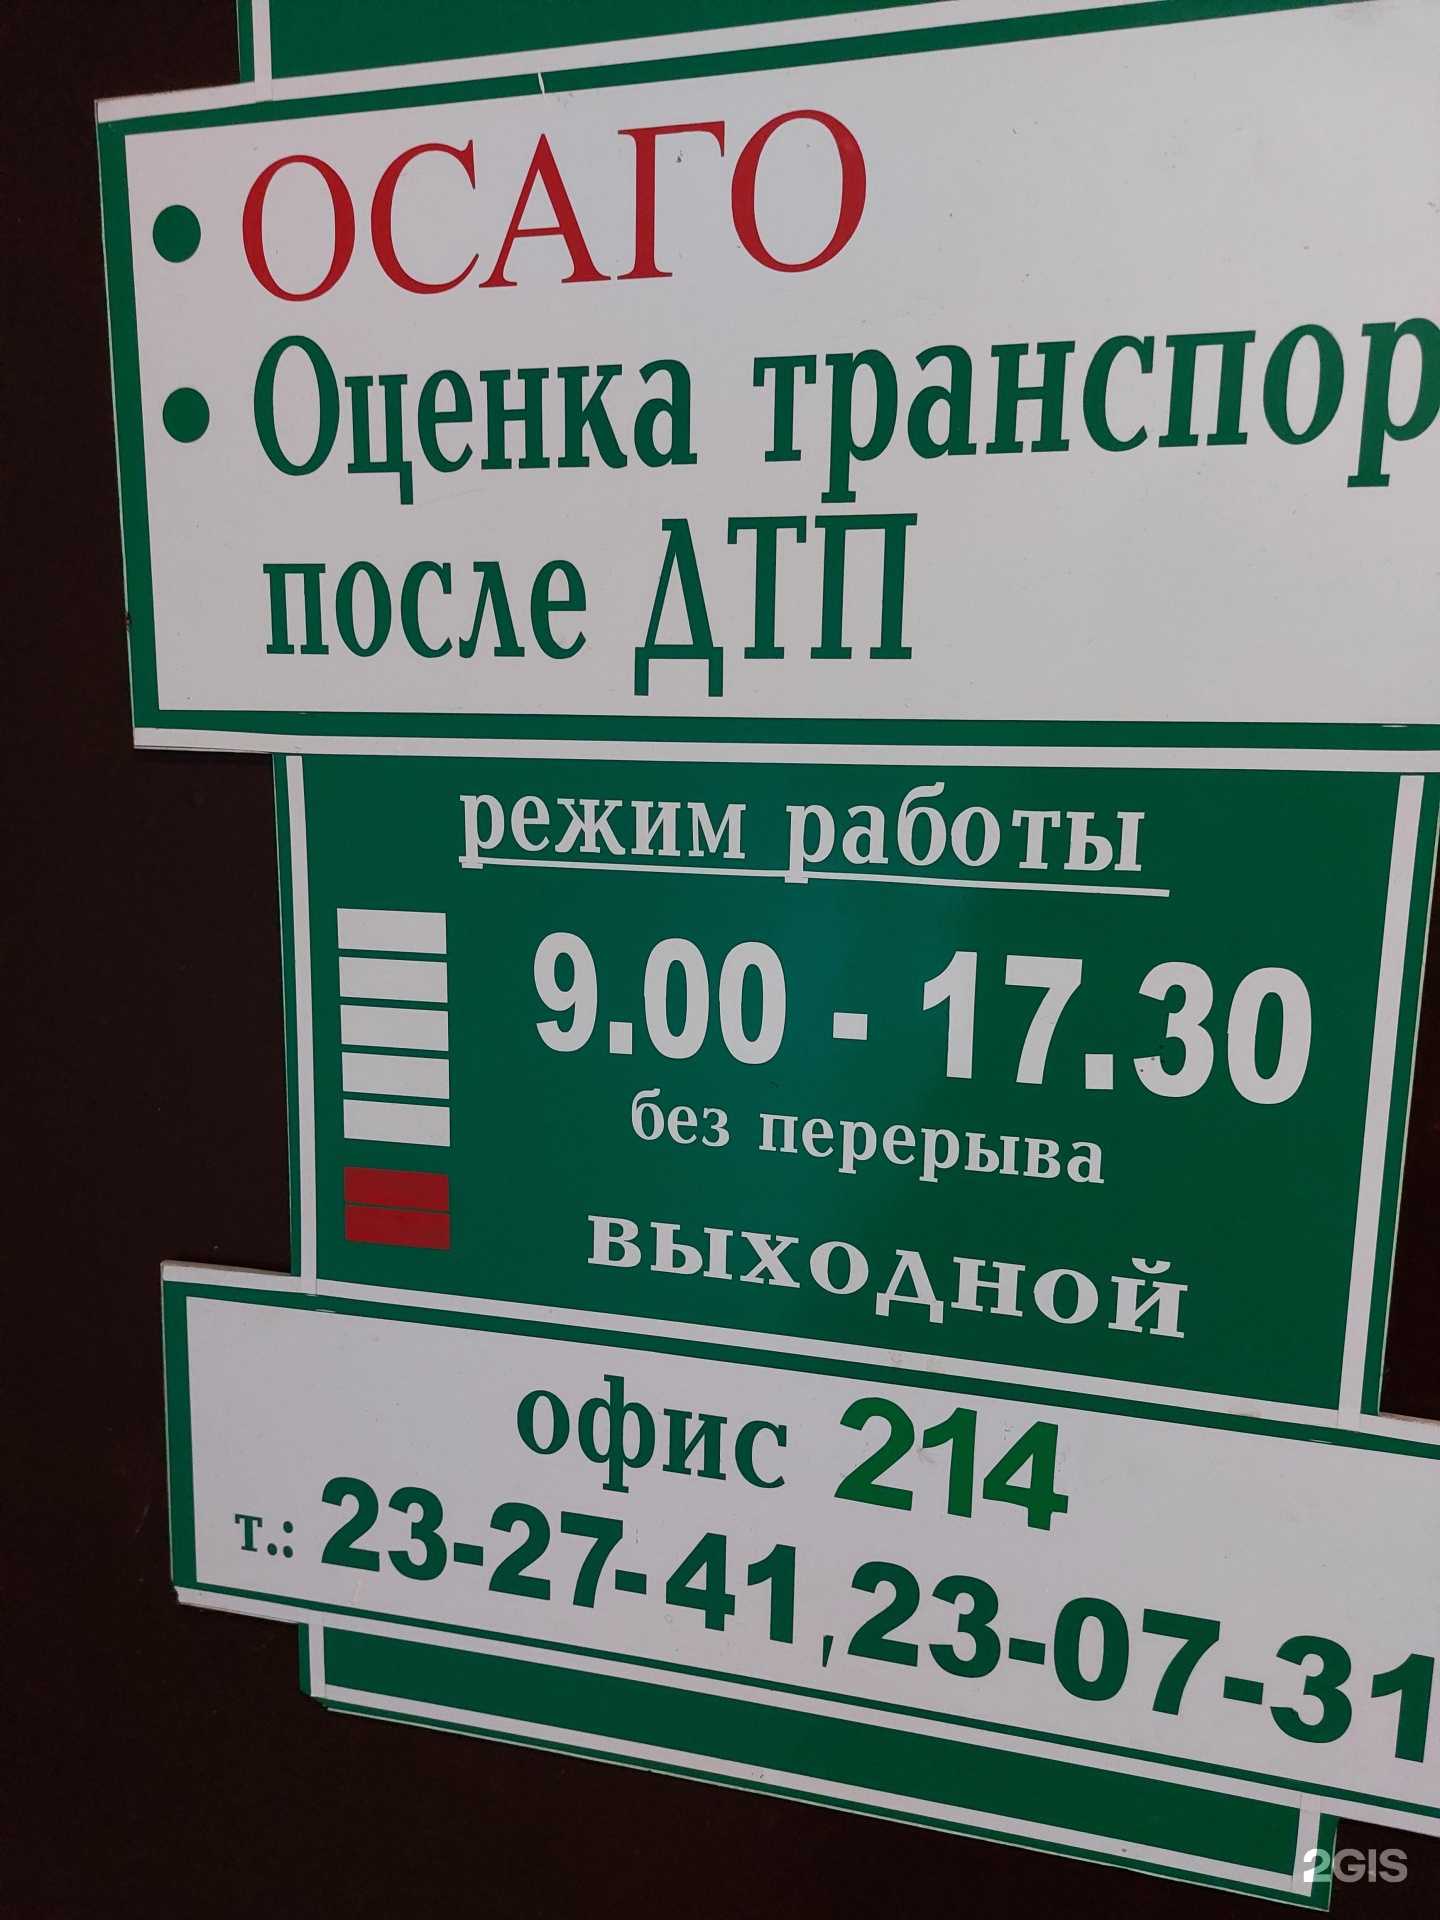 • ОСАГО
• Оценка транспор
после ДТП
режим работы
9.00 - 17.30
без перерыва
выходной
офис 214
т.: 23-27-41, 23-07-31
2GIS